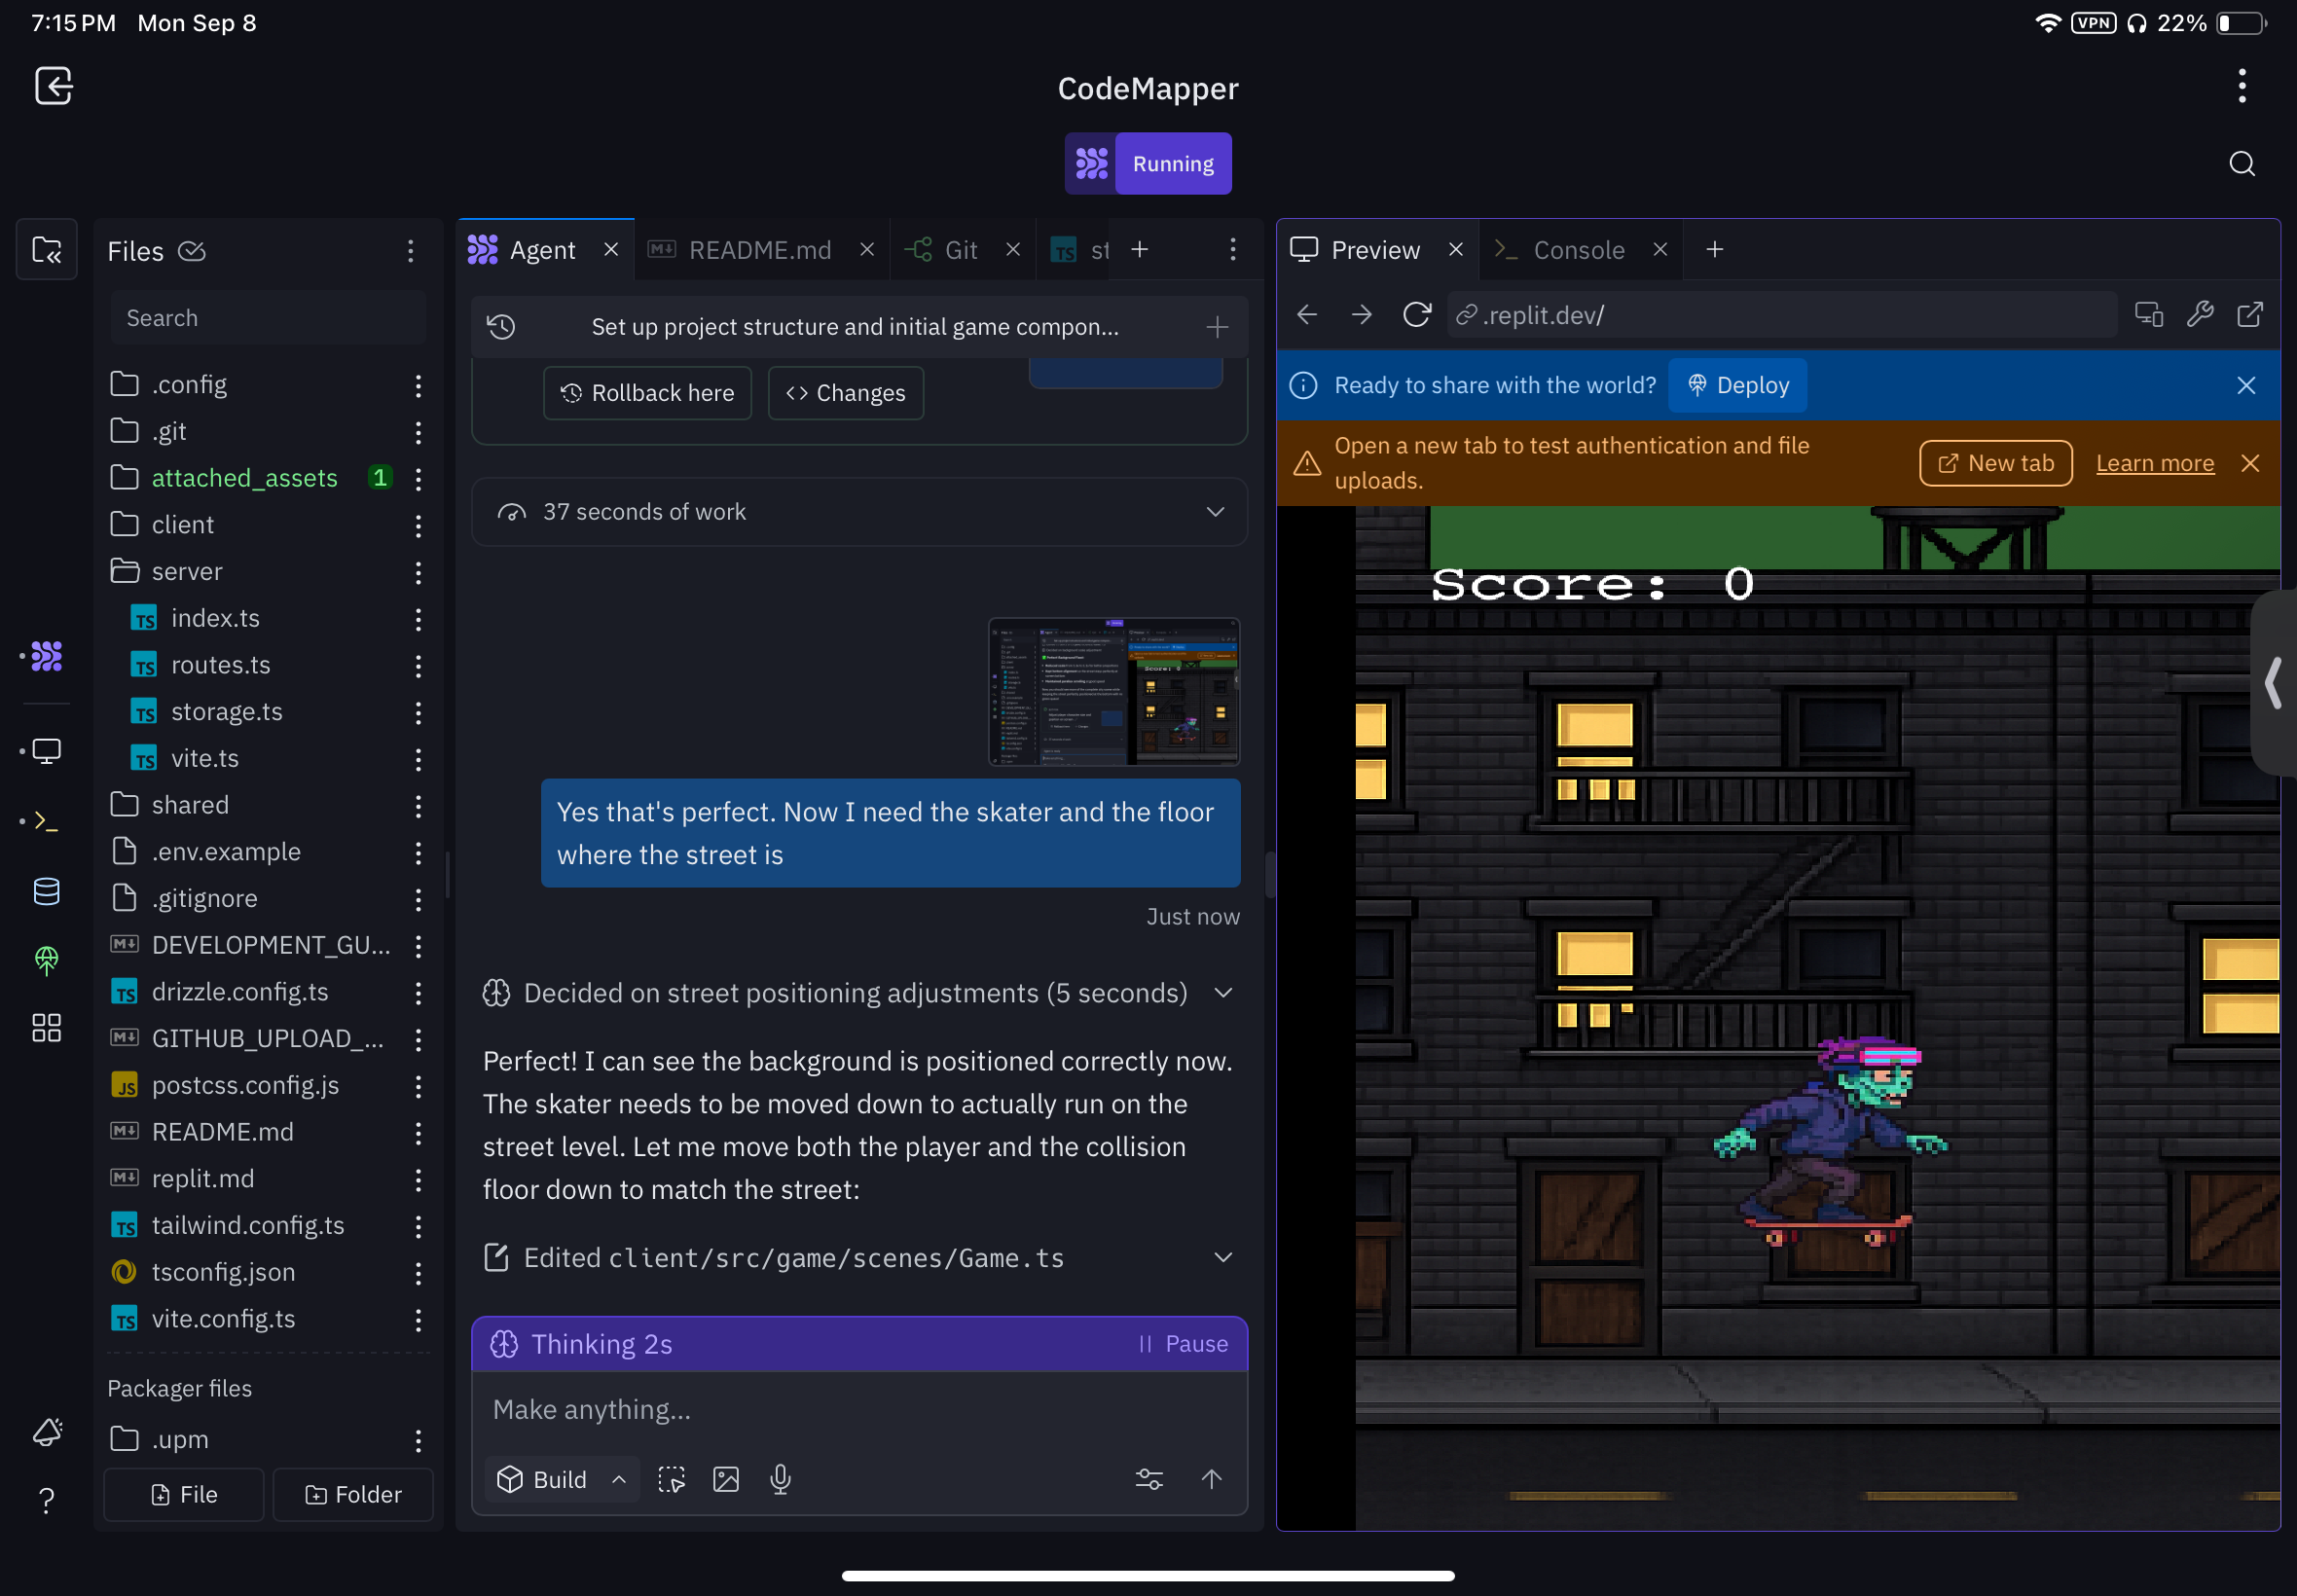 7:15 PM Mon Sep 8
VPN 22%
CodeMapper
Running
Files
Search
.config
.git
attached_assets 1
client
server
TS index.ts
TS routes.ts
TS storage.ts
TS vite.ts
shared
.env.example
.gitignore
DEVELOPMENT_GU...
TS drizzle.config.ts
GITHUB_UPLOAD_...
JS postcss.config.js
README.md
replit.md
TS tailwind.config.ts
tsconfig.json
TS vite.config.ts
Packager files
.upm
File Folder
Agent README.md Git TS st
Set up project structure and initial game compon...
Rollback here Changes
37 seconds of work
Yes that's perfect. Now I need the skater and the floor
where the street is
Just now
Decided on street positioning adjustments (5 seconds)
Perfect! I can see the background is positioned correctly now.
The skater needs to be moved down to actually run on the
street level. Let me move both the player and the collision
floor down to match the street:
Edited client/src/game/scenes/Game.ts
Thinking 2s Pause
Make anything...
Build
Preview Console
.replit.dev/
Ready to share with the world? Deploy
Open a new tab to test authentication and file
uploads.
New tab Learn more
Score: 0